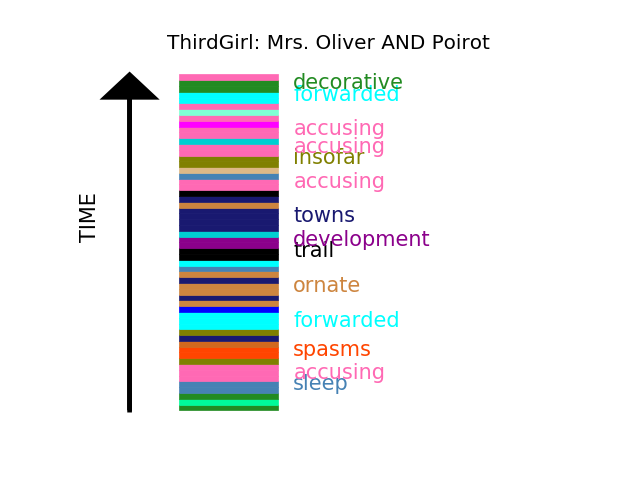 ThirdGirl: Mrs. Oliver AND Poirot
decorative
forwarded
accusing
accusing
insofar
accusing
towns
development
trail
ornate
forwarded
spasms
accusing
sleep
TIME